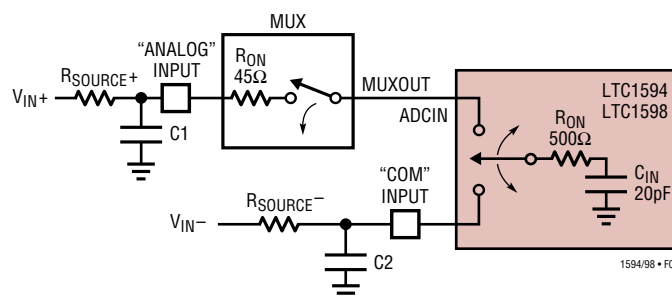 MUX
“ANALOG”
INPUT
RSOURCE+
VIN+
C1
RON
45Ω
MUXOUT
ADCIN
LTC1594
LTC1598
RON
500Ω
CIN
20pF
“COM”
INPUT
RSOURCE–
VIN–
C2